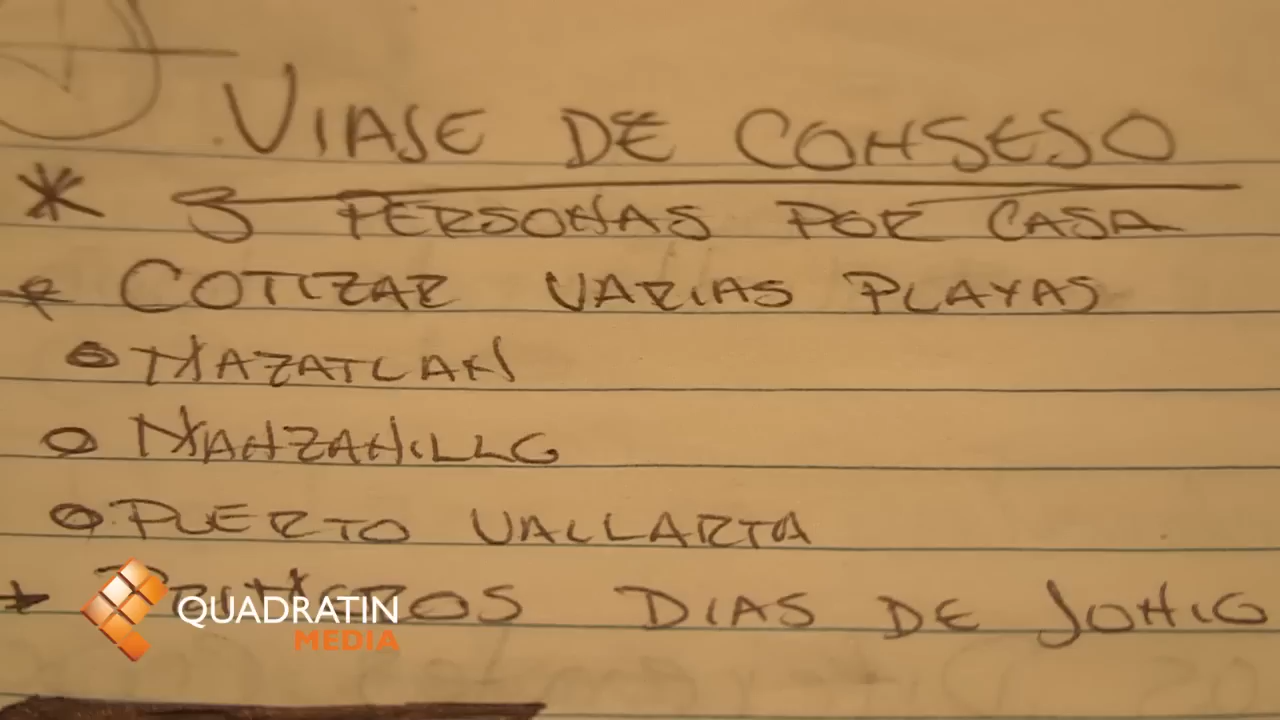 VIAJE DE CONSEJO
* 3 PERSONAS POR CASA
* COTIZAR VARIAS PLAYAS
o MAZATLAN
o MANZANILLO
o PUERTO VALLARTA
* PRIMEROS DIAS DE JUNIO
QUADRATIN
MEDIA